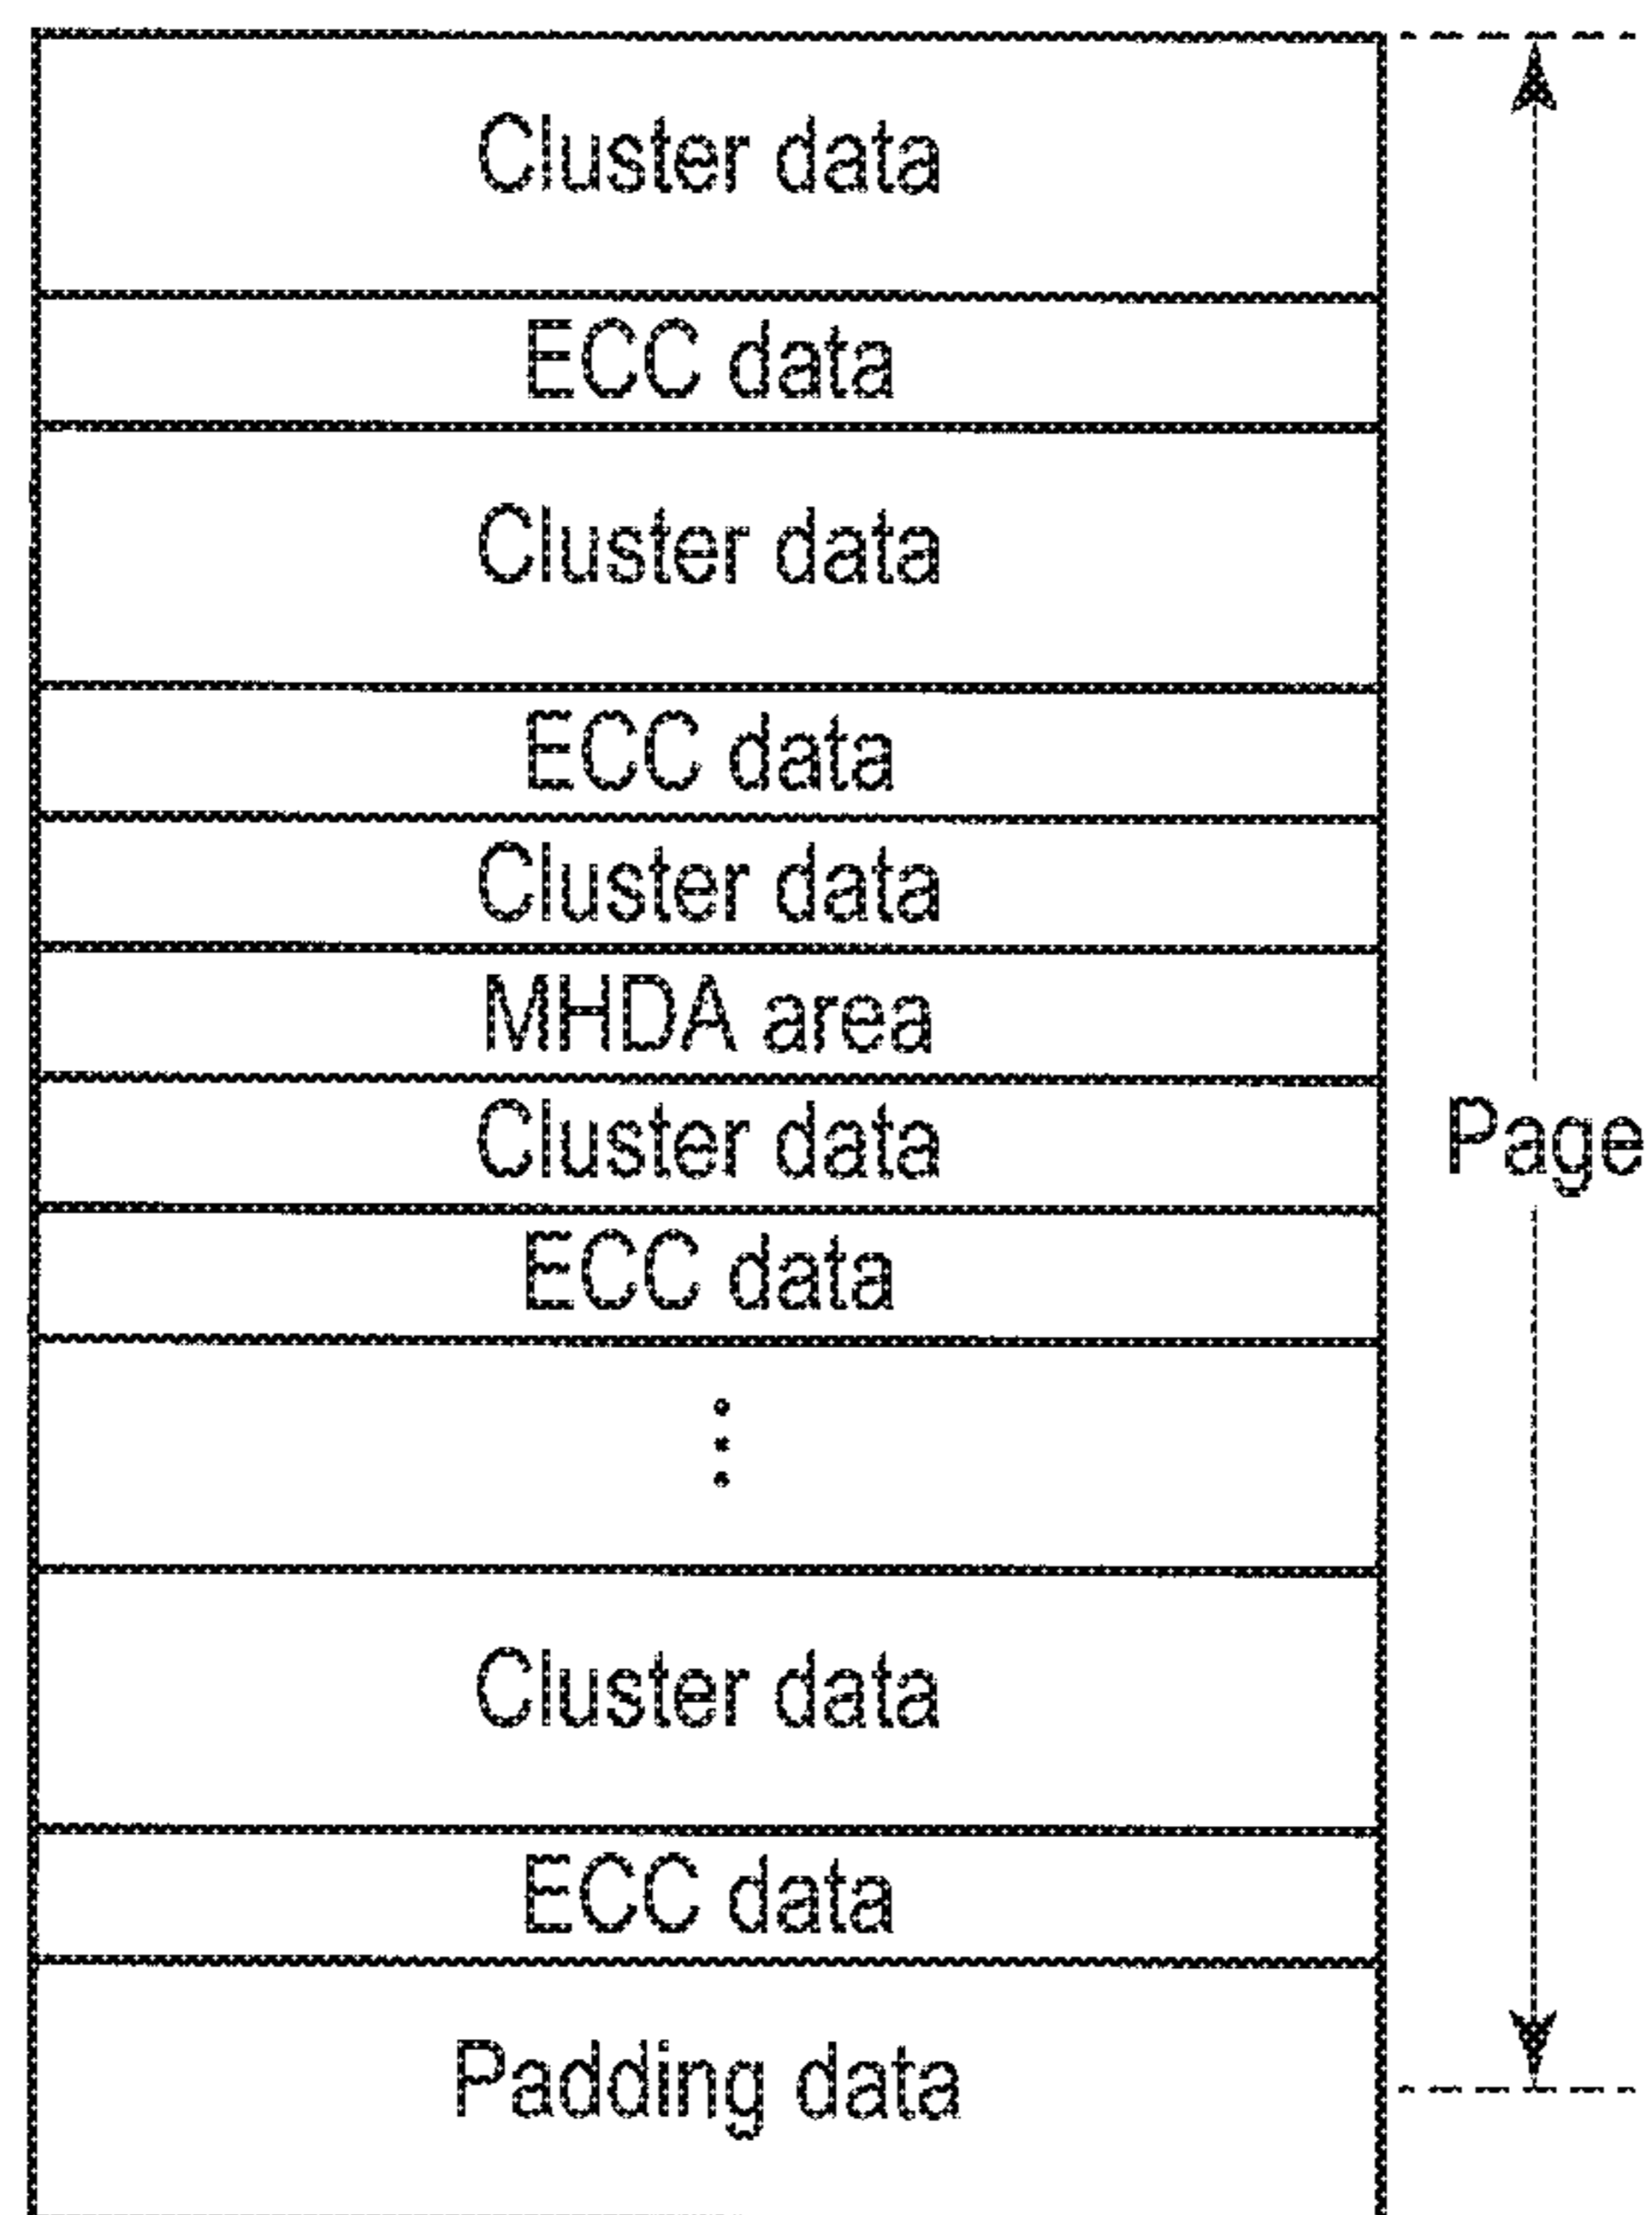 Cluster data
ECC data
Cluster data
ECC data
Cluster data
MHDA area
Cluster data
Page
ECC data
⋮
Cluster data
ECC data
Padding data